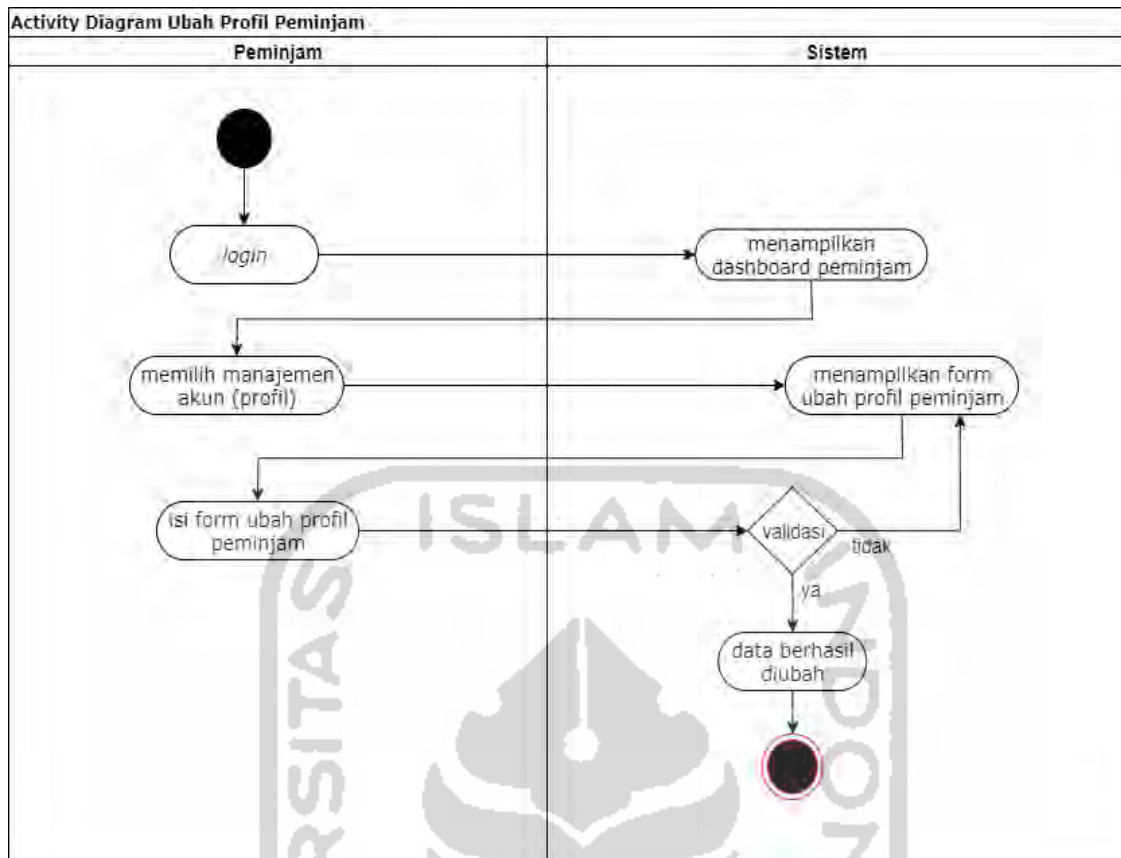 Activity Diagram Ubah Profil Peminjam
Peminjam
Sistem
login
menampilkan
dashboard peminjam
memilih manajemen
akun (profil)
menampilkan form
ubah profil peminjam
isi form ubah profil
peminjam
validasi
tidak
ya
data berhasil
diubah
ISLAM